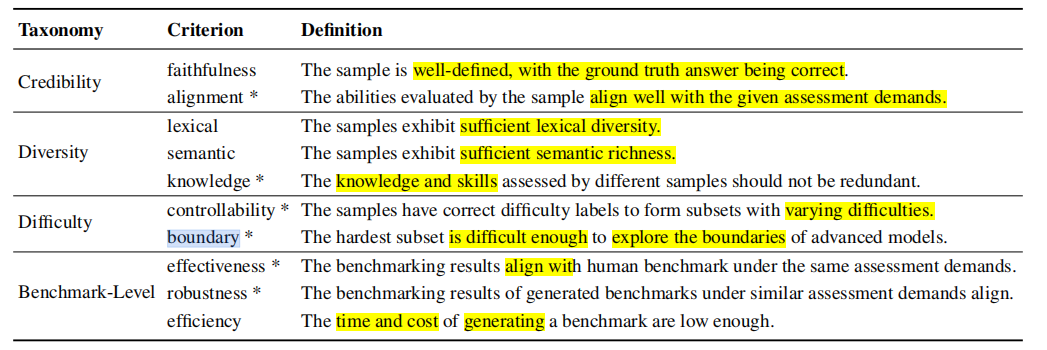 Taxonomy Criterion Definition
Credibility
faithfulness The sample is well-defined, with the ground truth answer being correct.
alignment * The abilities evaluated by the sample align well with the given assessment demands.
Diversity
lexical The samples exhibit sufficient lexical diversity.
semantic The samples exhibit sufficient semantic richness.
knowledge * The knowledge and skills assessed by different samples should not be redundant.
Difficulty
controllability * The samples have correct difficulty labels to form subsets with varying difficulties.
boundary * The hardest subset is difficult enough to explore the boundaries of advanced models.
Benchmark-Level
effectiveness * The benchmarking results align with human benchmark under the same assessment demands.
robustness * The benchmarking results of generated benchmarks under similar assessment demands align.
efficiency The time and cost of generating a benchmark are low enough.